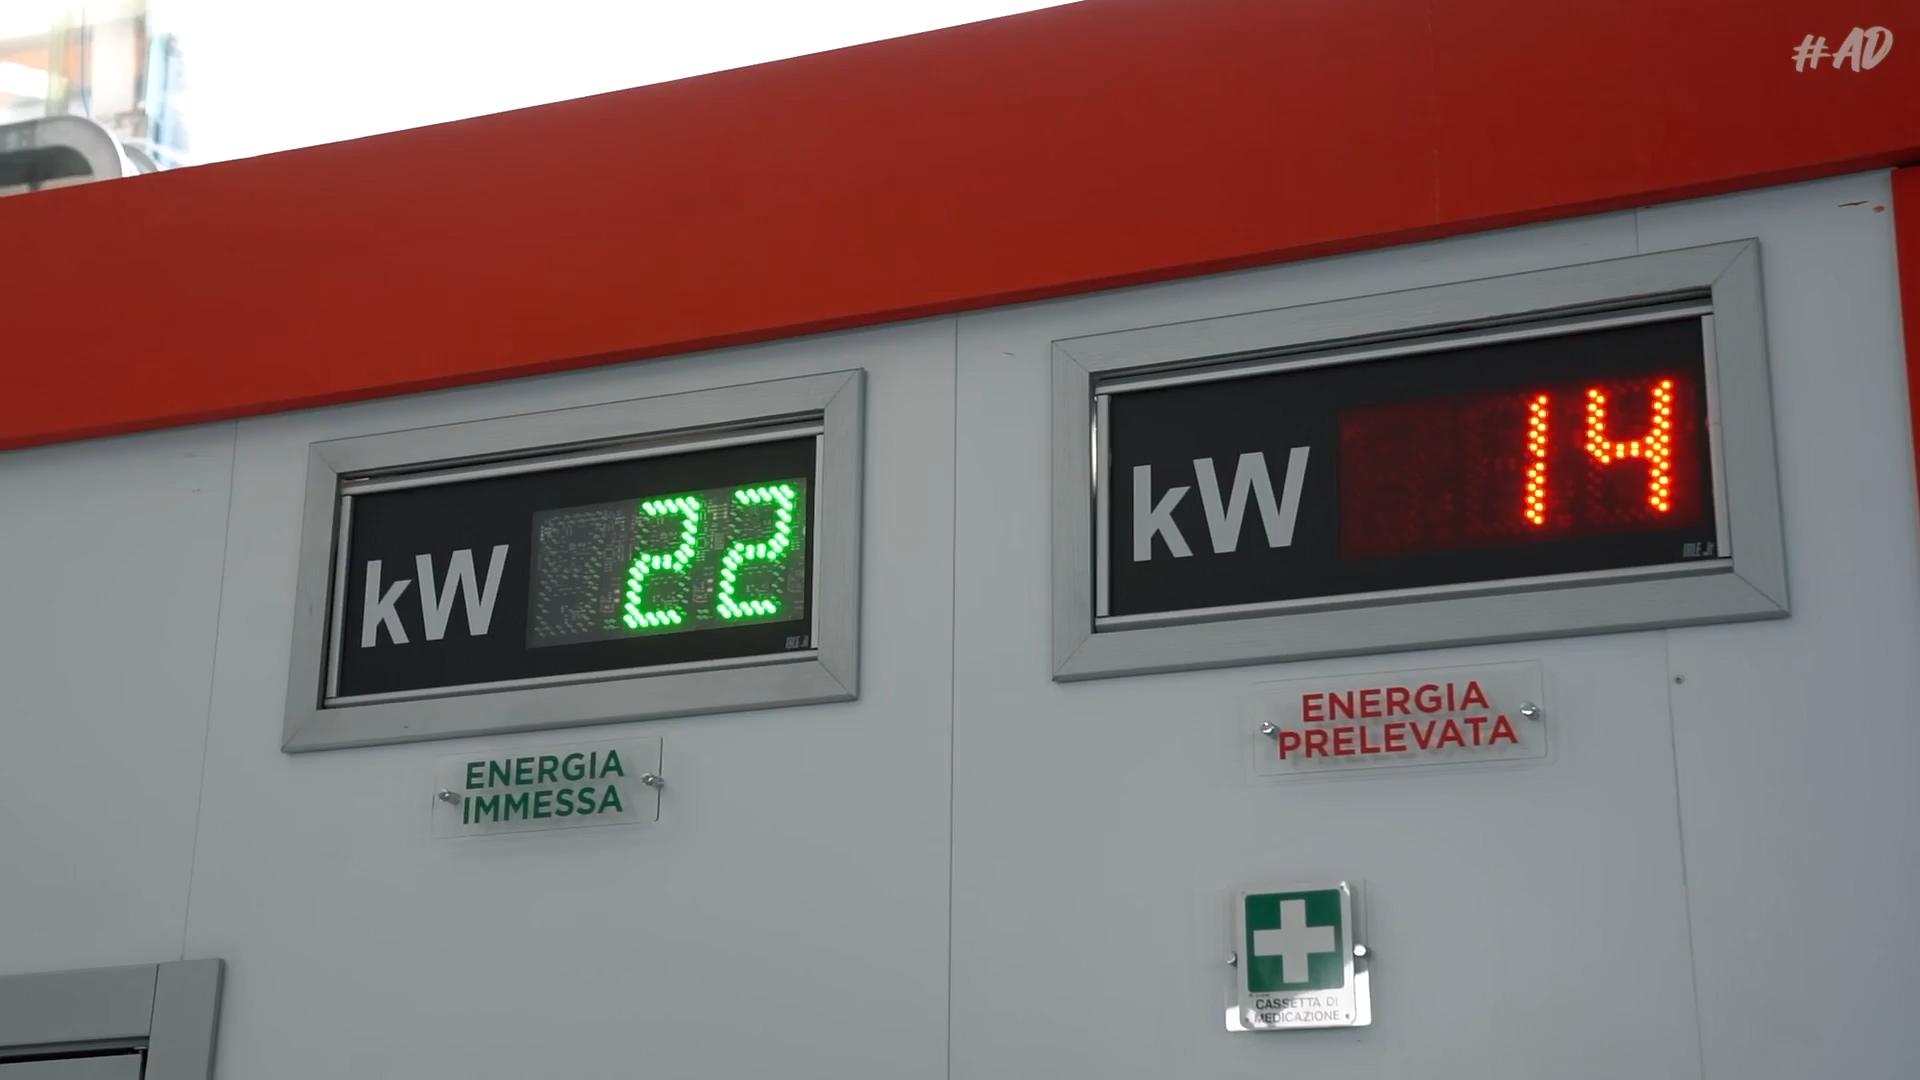 #AD
kW 22
kW 14
ENERGIA
IMMESSA
ENERGIA
PRELEVATA
CASSETTA DI
MEDICAZIONE